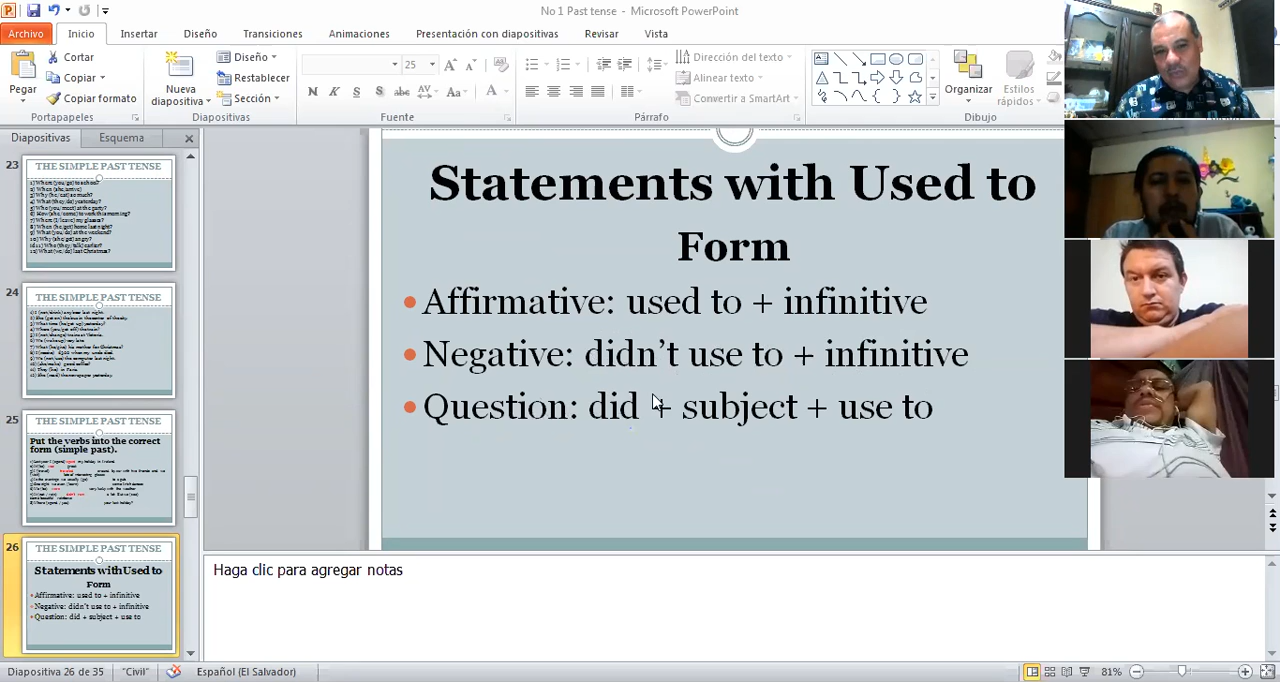 No 1 Past tense - Microsoft PowerPoint
Archivo Inicio Insertar Diseño Transiciones Animaciones Presentación con diapositivas Revisar Vista
Pegar
Cortar
Copiar
Copiar formato
Portapapeles
Nueva
diapositiva
Diseño
Restablecer
Sección
Diapositivas
25
N K S S abc AV Aa A
Fuente
Párrafo
Dirección del texto
Alinear texto
Convertir a SmartArt
Organizar
Estilos
rápidos
Dibujo
Diapositivas Esquema
23
THE SIMPLE PAST TENSE
24
THE SIMPLE PAST TENSE
25
Put the verbs into the correct
form (simple past).
26
THE SIMPLE PAST TENSE
Statements with Used to
Form
Affirmative: used to + infinitive
Negative: didn't use to + infinitive
Question: did + subject + use to
Statements with Used to
Form
Affirmative: used to + infinitive
Negative: didn’t use to + infinitive
Question: did + subject + use to
Haga clic para agregar notas
Diapositiva 26 de 35 "Civil" Español (El Salvador) 81%